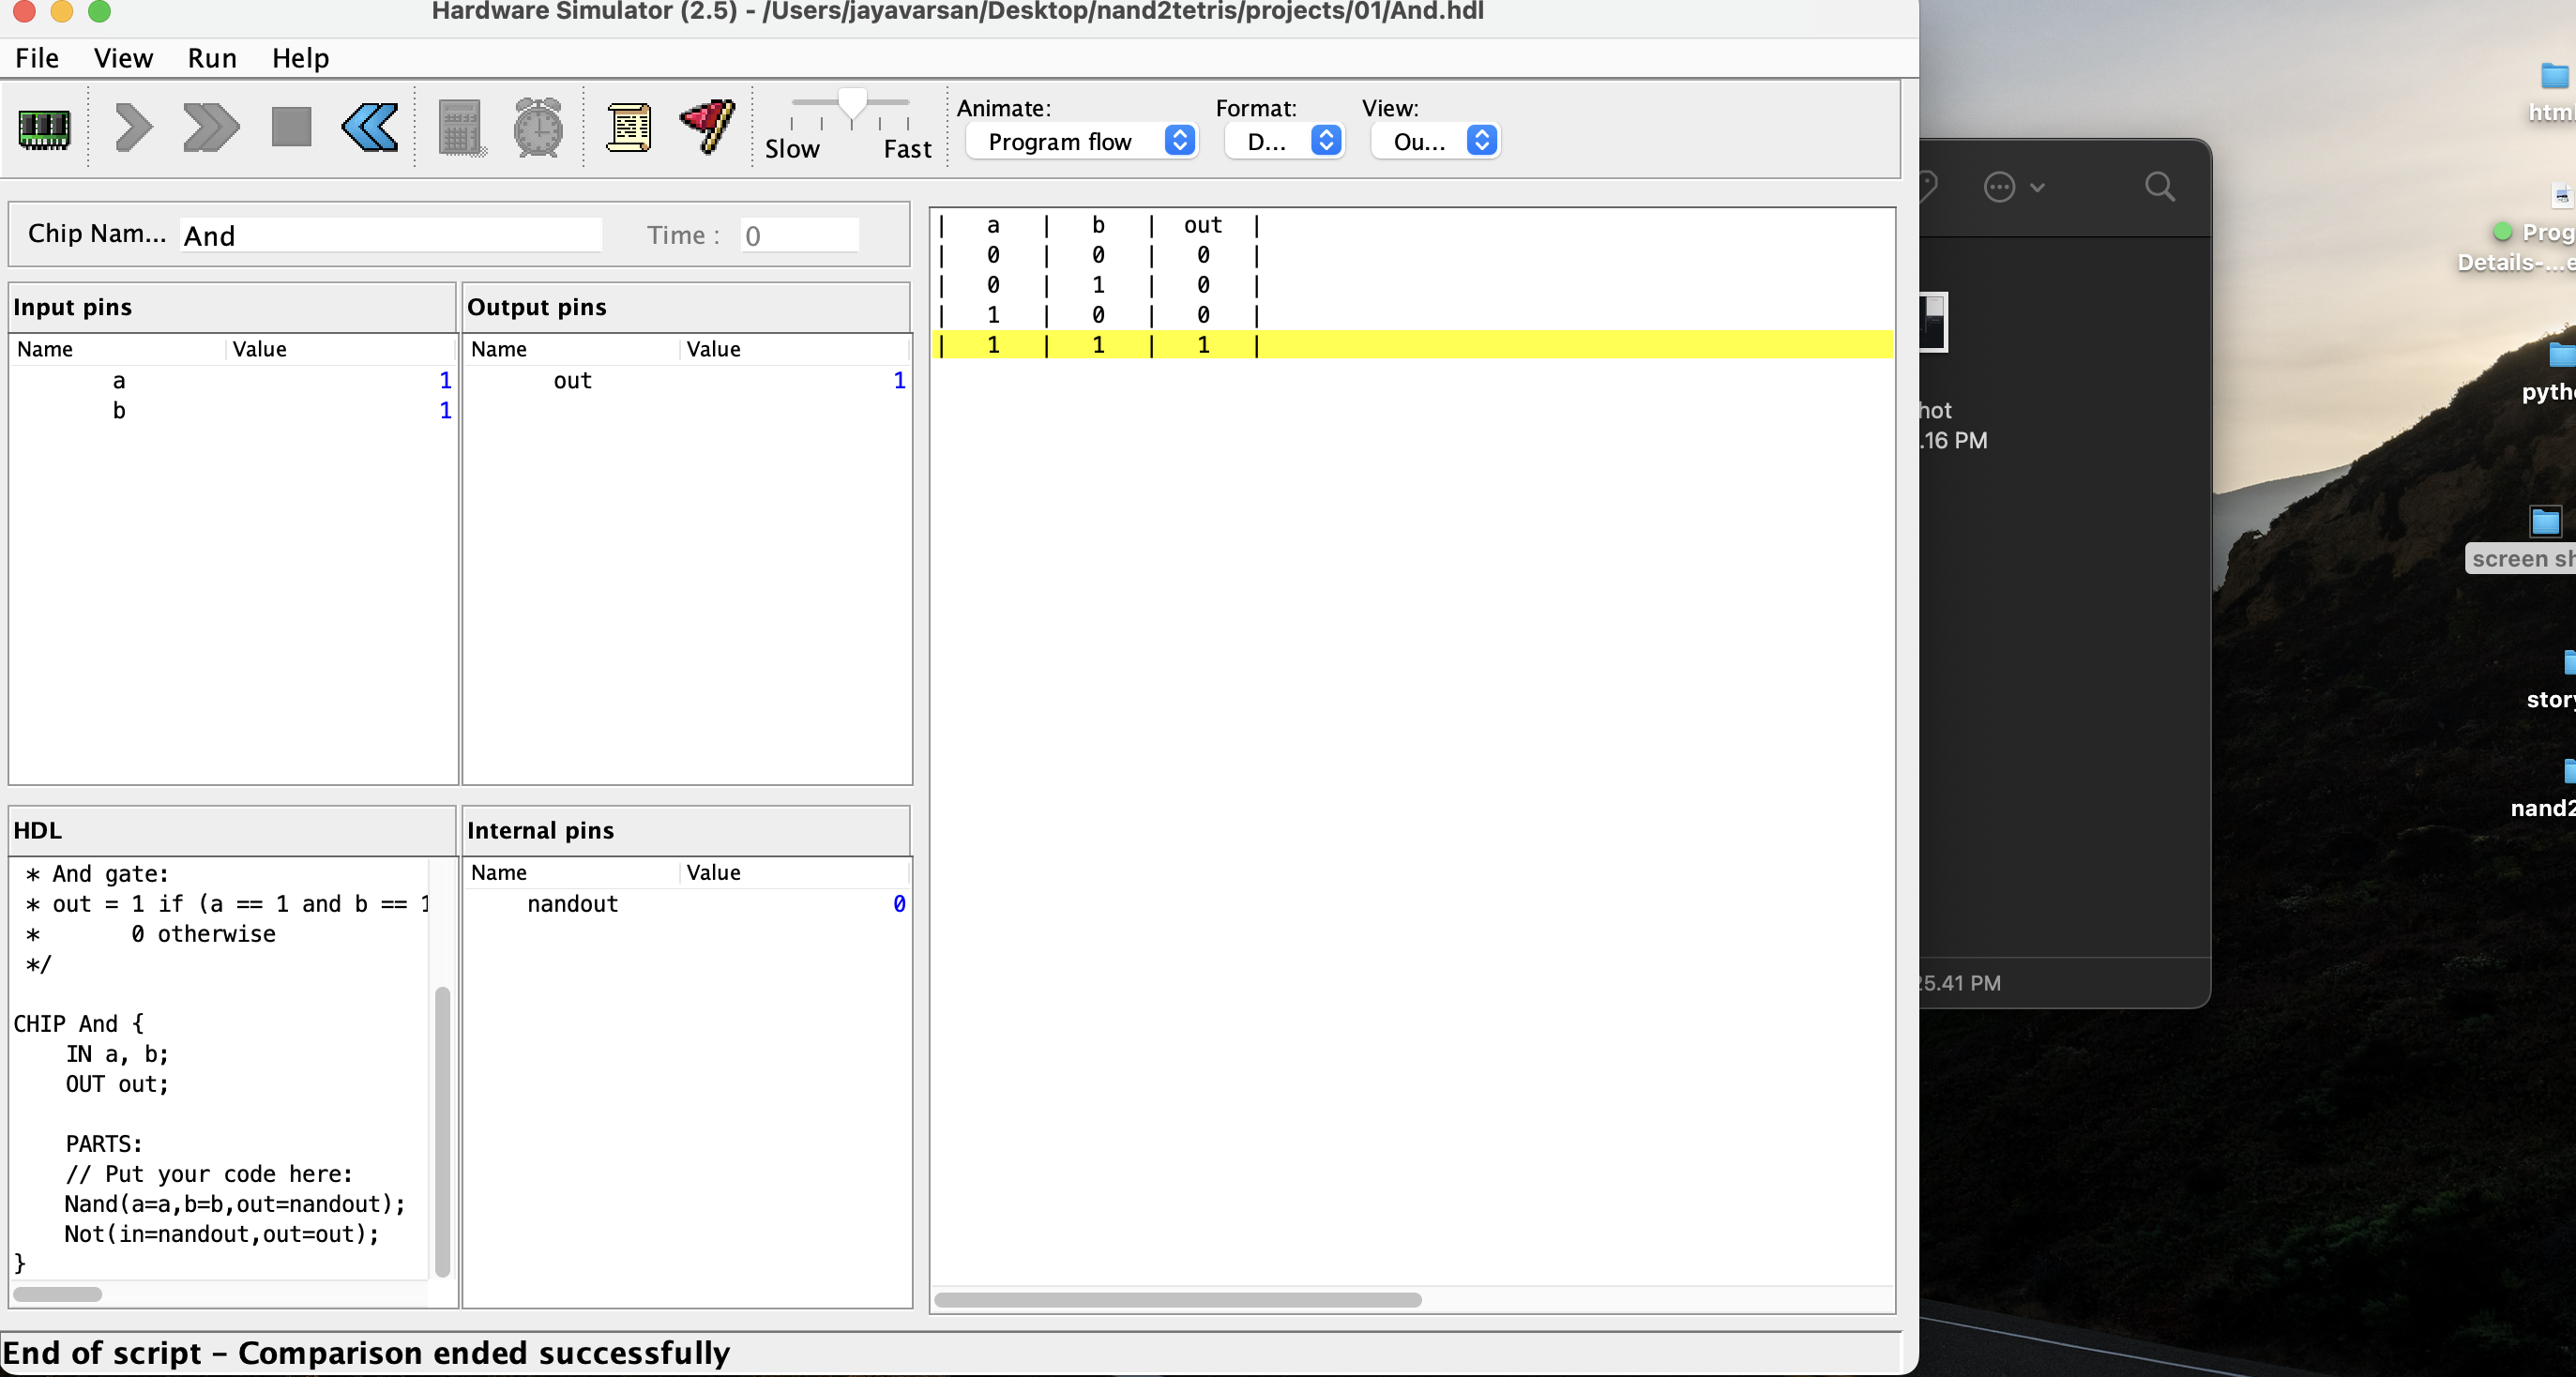 Hardware Simulator (2.5) - /Users/jayavarsan/Desktop/nand2tetris/projects/01/And.hdl
File View Run Help
Slow Fast
Animate: Format: View:
Program flow D... Ou...
Chip Nam... And Time : 0
Input pins
Name Value
a 1
b 1
Output pins
Name Value
out 1
| a | b | out |
| 0 | 0 | 0 |
| 0 | 1 | 0 |
| 1 | 0 | 0 |
| 1 | 1 | 1 |
HDL
* And gate:
* out = 1 if (a == 1 and b == 1
* 0 otherwise
*/
CHIP And {
IN a, b;
OUT out;
PARTS:
// Put your code here:
Nand(a=a,b=b,out=nandout);
Not(in=nandout,out=out);
}
Internal pins
Name Value
nandout 0
End of script – Comparison ended successfully
hot
.16 PM
25.41 PM
htm
Prog
Details-...e
pyth
screen sh
story
nand2